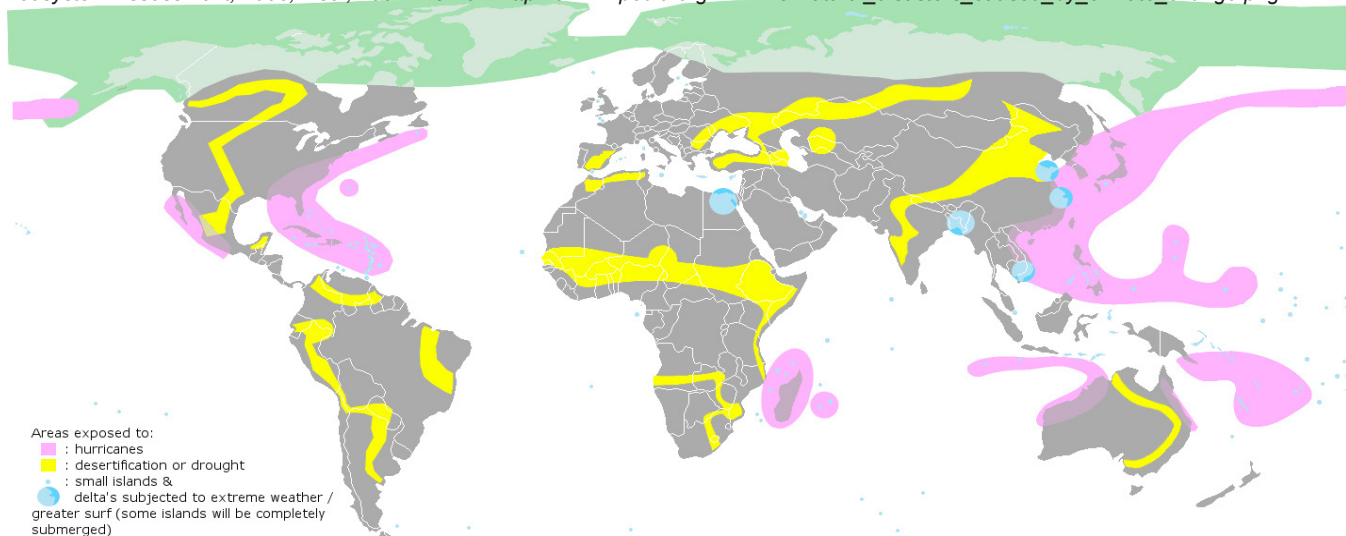 Areas exposed to:
: hurricanes
: desertification or drought
: small islands &
delta's subjected to extreme weather /
greater surf (some islands will be completely
submerged)